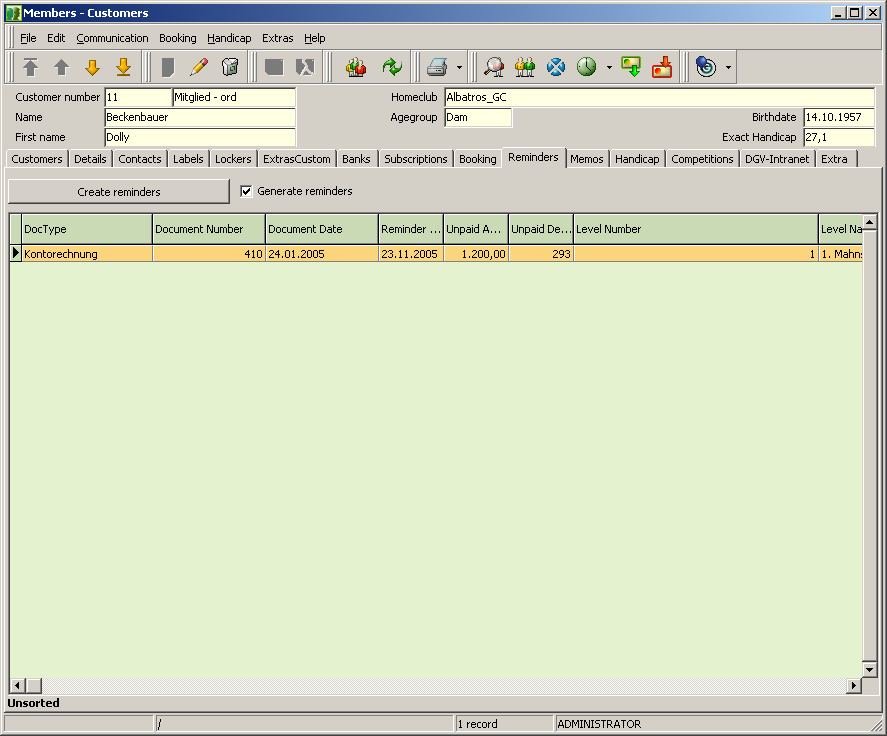 Members - Customers
File Edit Communication Booking Handicap Extras Help
Customer number 11 Mitglied - ord Homeclub Albatros_GC
Name Beckenbauer Agegroup Dam Birthdate 14.10.1957
First name Dolly Exact Handicap 27,1
Customers Details Contacts Labels Lockers ExtrasCustom Banks Subscriptions Booking Reminders Memos Handicap Competitions DGV-Intranet Extra
Create reminders Generate reminders
DocType Document Number Document Date Reminder ... Unpaid A... Unpaid De... Level Number Level Na
Kontorechnung 410 24.01.2005 23.11.2005 1.200,00 293 1 1. Mahns
Unsorted
/ 1 record ADMINISTRATOR